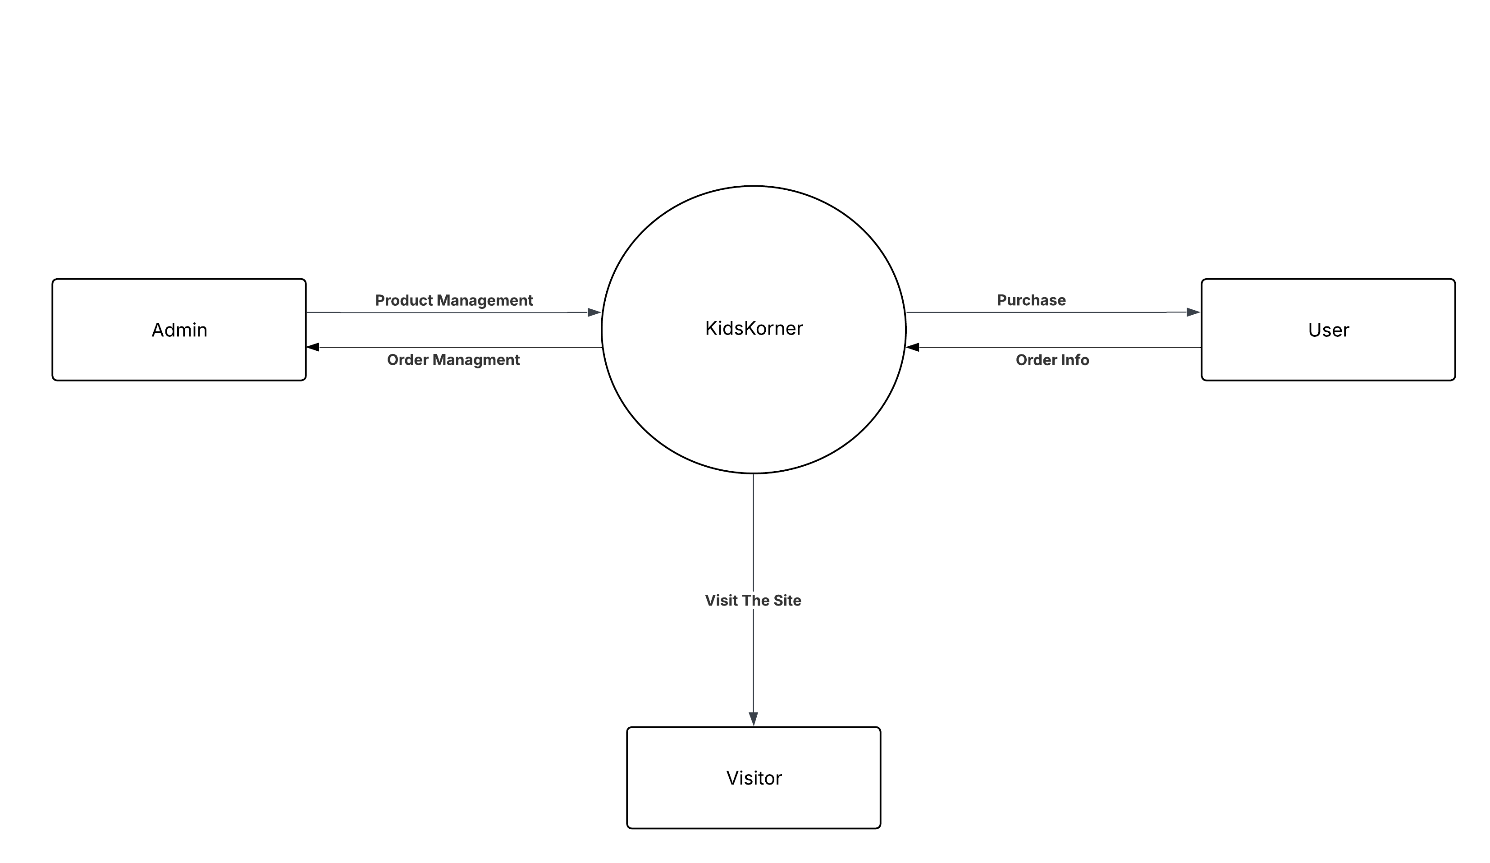 Product Management
Purchase
Admin
KidsKorner
User
Order Managment
Order Info
Visit The Site
Visitor